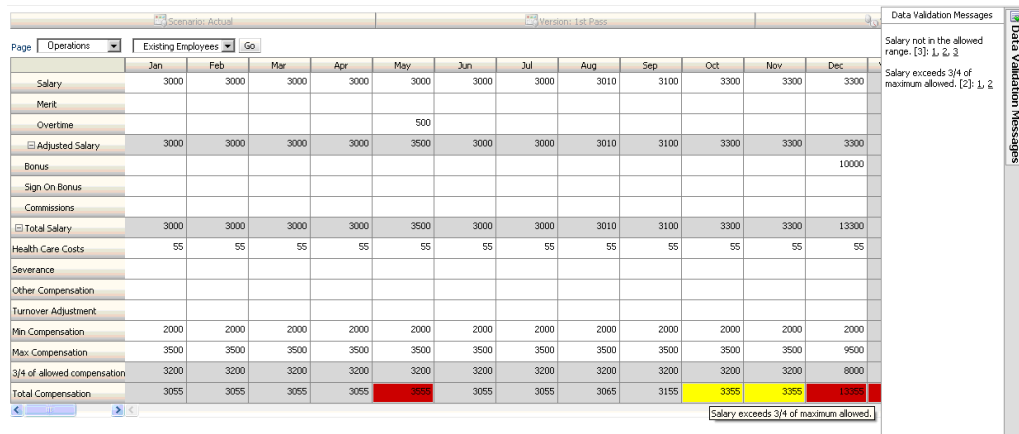 Scenario: Actual Version: 1st Pass
Page Operations Existing Employees Go
Jan Feb Mar Apr May Jun Jul Aug Sep Oct Nov Dec
Salary 3000 3000 3000 3000 3000 3000 3000 3010 3100 3300 3300 3300
Merit
Overtime 500
Adjusted Salary 3000 3000 3000 3000 3500 3000 3000 3010 3100 3300 3300 3300
Bonus 10000
Sign On Bonus
Commissions
Total Salary 3000 3000 3000 3000 3500 3000 3000 3010 3100 3300 3300 13300
Health Care Costs 55 55 55 55 55 55 55 55 55 55 55 55
Severance
Other Compensation
Turnover Adjustment
Min Compensation 2000 2000 2000 2000 2000 2000 2000 2000 2000 2000 2000 2000
Max Compensation 3500 3500 3500 3500 3500 3500 3500 3500 3500 3500 3500 9500
3/4 of allowed compensation 3200 3200 3200 3200 3200 3200 3200 3200 3200 3200 3200 8000
Total Compensation 3055 3055 3055 3055 3555 3055 3055 3065 3155 3355 3355 13355
Salary exceeds 3/4 of maximum allowed.
Data Validation Messages
Salary not in the allowed
range. [3]: 1, 2, 3
Salary exceeds 3/4 of
maximum allowed. [2]: 1, 2
Data Validation Messages